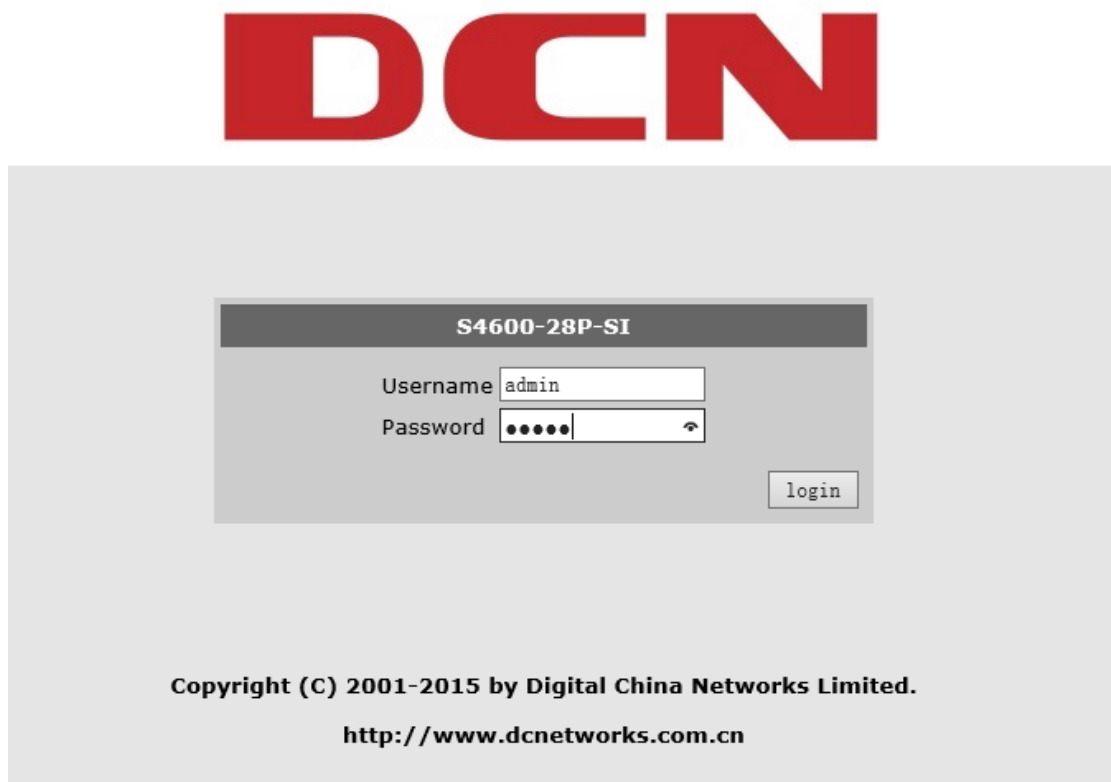 DCN
S4600-28P-SI
Username admin
Password •••••
login
Copyright (C) 2001-2015 by Digital China Networks Limited.
http://www.dcnetworks.com.cn